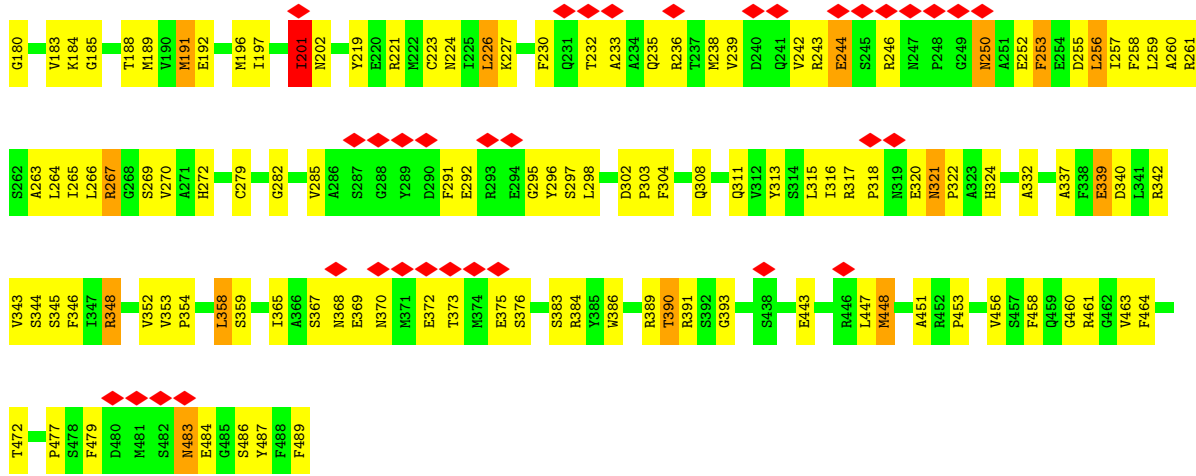 G180 V183 K184 G185 T188 M189 V190 M191 E192 M196 I197 I201 N202 Y219 E220 R221 M222 C223 N224 I225 L226 K227 F230 Q231 T232 A233 A234 Q235 R236 T237 M238 V239 D240 Q241 V242 R243 E244 S245 R246 N247 P248 G249 N250 A251 E252 F253 E254 D255 L256 I257 F258 L259 A260 R261
S262 A263 L264 I265 L266 R267 G268 S269 V270 A271 H272 C279 G282 V285 A286 S287 G288 Y289 D290 F291 E292 R293 E294 G295 Y296 S297 L298 D302 P303 F304 Q308 Q311 V312 Y313 S314 L315 I316 R317 P318 N319 E320 N321 P322 A323 H324 A332 A337 F338 E339 D340 L341 R342
V343 S344 S345 F346 I347 R348 V352 V353 P354 L358 S359 I365 A366 S367 N368 E369 N370 M371 E372 T373 M374 E375 S376 S383 R384 Y385 W386 R389 T390 R391 S392 G393 S438 E443 R446 L447 M448 A451 R452 P453 V456 S457 F458 Q459 G460 R461 G462 V463 F464
T472 P477 S478 F479 D480 M481 S482 N483 E484 G485 S486 Y487 F488 F489